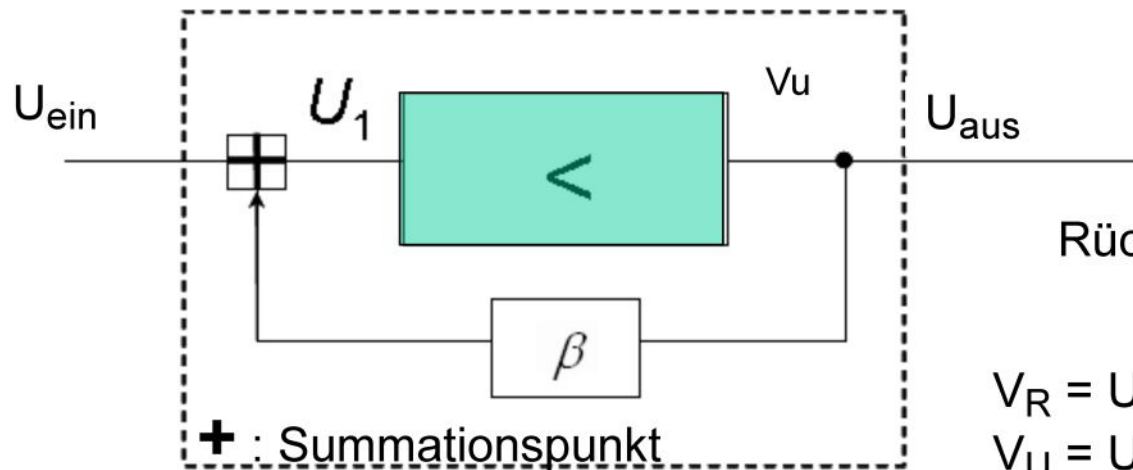 Vu
U_ein
U_1
U_aus
<
Rüc
β
V_R = U
+ : Summationspunkt
V_U = U